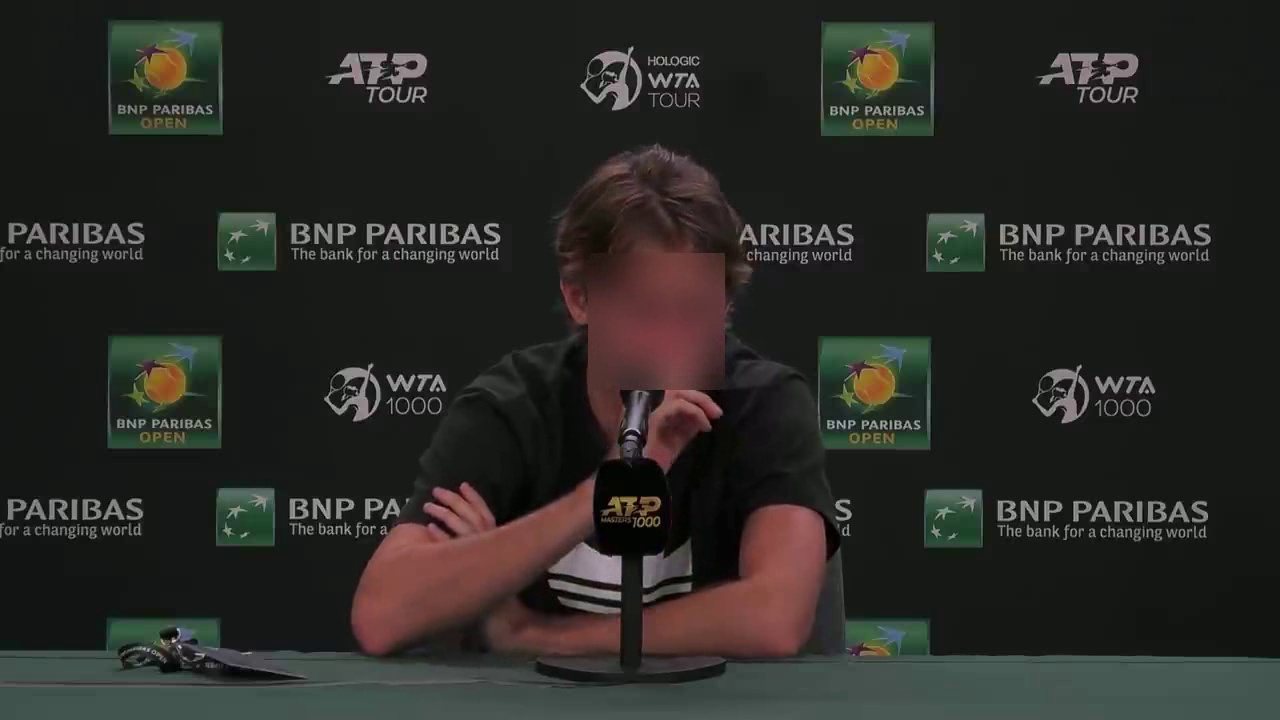 BNP PARIBAS
OPEN
ATP
TOUR
HOLOGIC
WTA
TOUR
BNP PARIBAS
OPEN
ATP
TOUR
PARIBAS
for a changing world
BNP PARIBAS
The bank for a changing world
ARIBAS
changing world
BNP PARIBAS
The bank for a changing world
BNP PARIBAS
OPEN
WTA
1000
BNP PARIBAS
OPEN
WTA
1000
PARIBAS
for a changing world
BNP PA
The bank for a
ATP
MASTERS 1000
S
BNP PARIBAS
The bank for a changing world